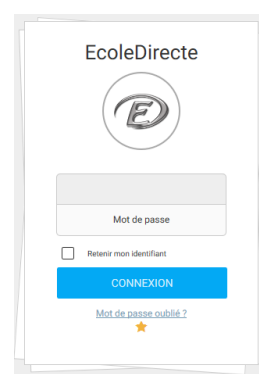 EcoleDirecte
E
Mot de passe
Retenir mon identifiant
CONNEXION
Mot de passe oublié ?